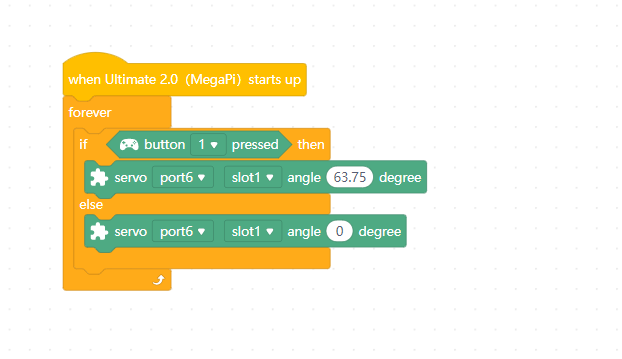 when Ultimate 2.0（MegaPi）starts up
forever
if button 1 pressed then
servo port6 slot1 angle 63.75 degree
else
servo port6 slot1 angle 0 degree